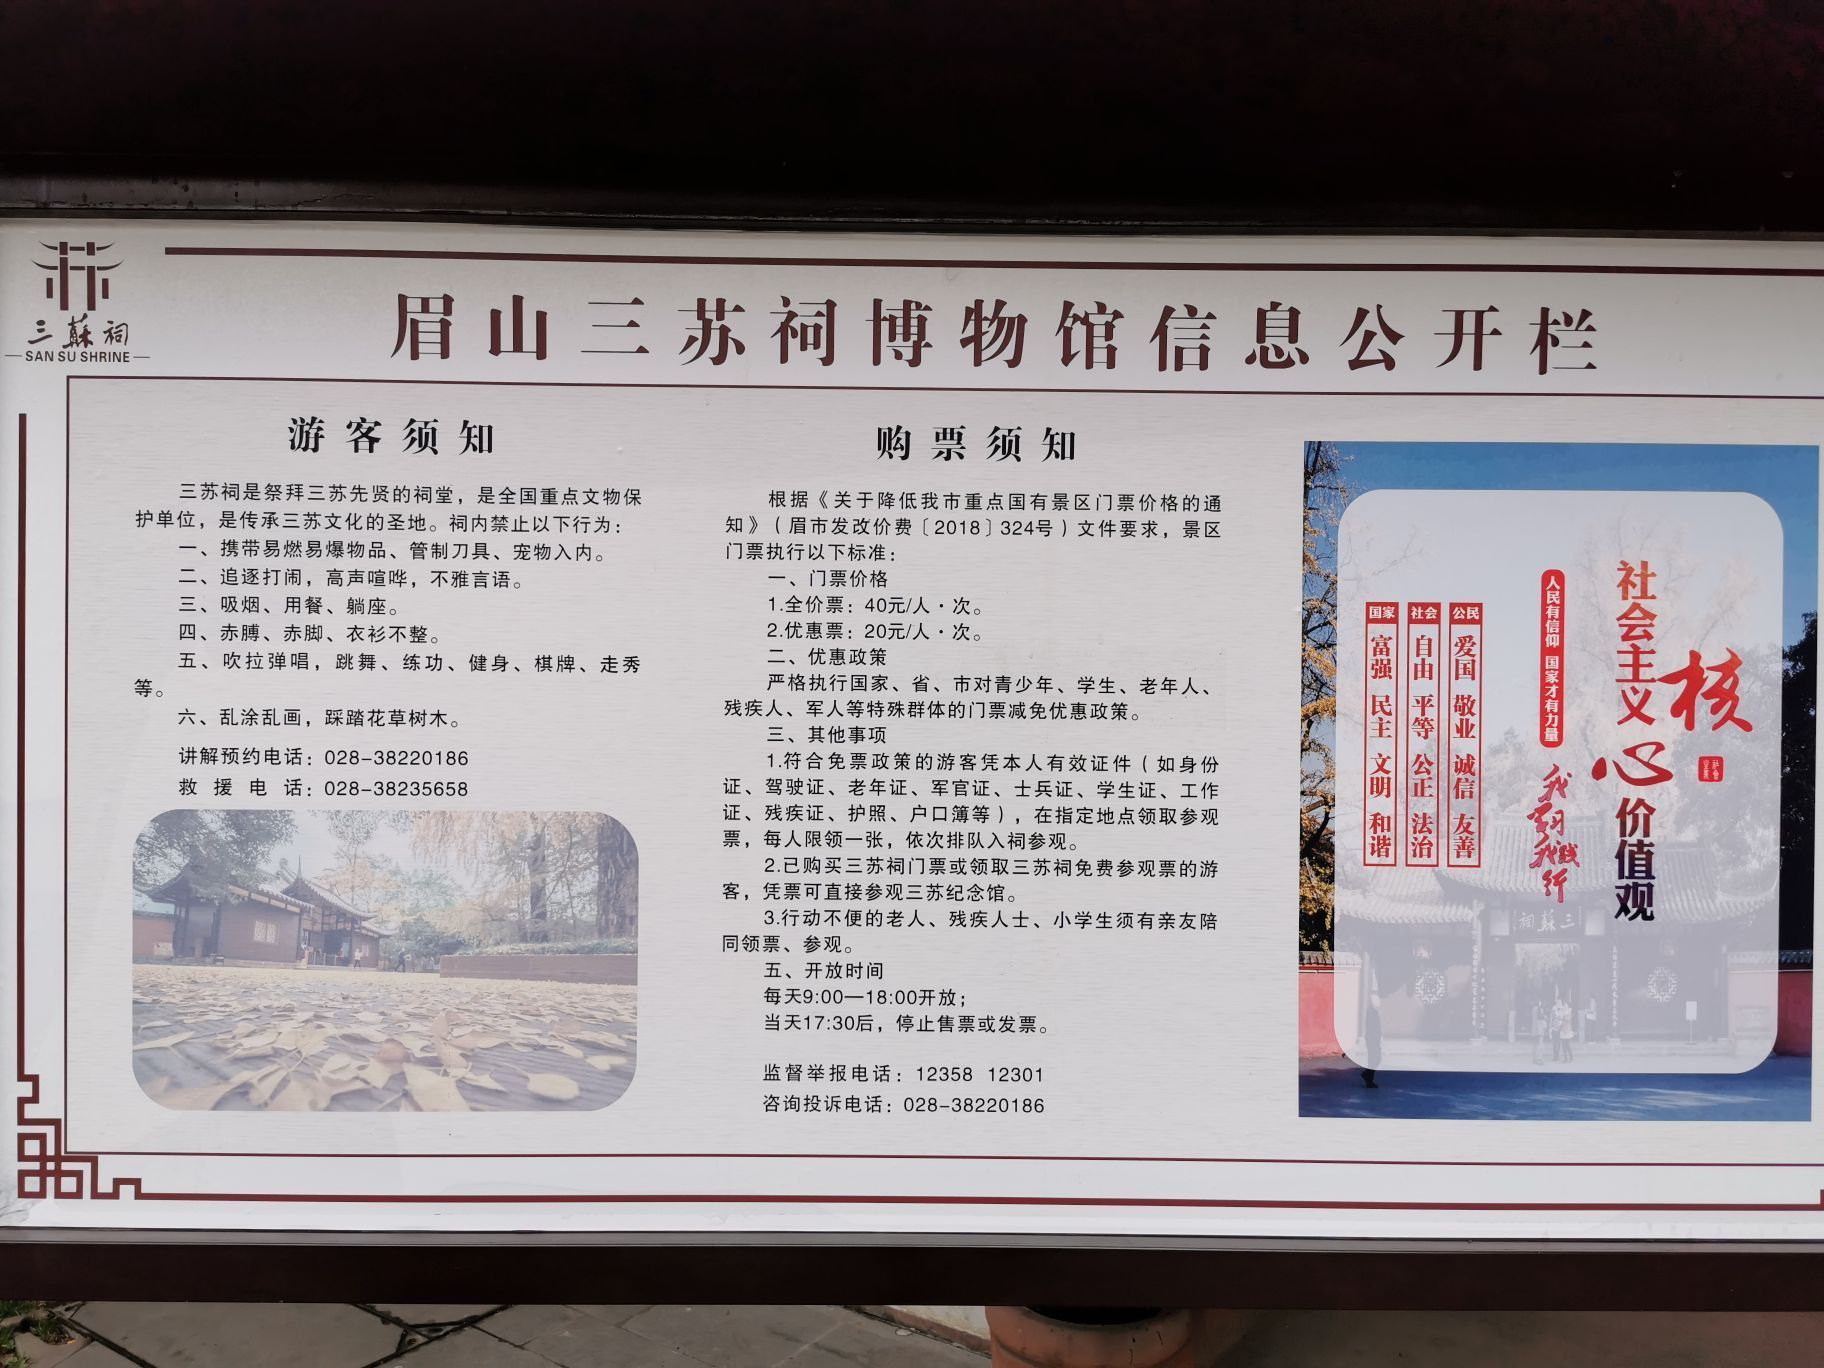 三蘇祠
SAN SU SHRINE
眉山三苏祠博物馆信息公开栏
游客须知
三苏祠是祭拜三苏先贤的祠堂，是全国重点文物保
护单位，是传承三苏文化的圣地。祠内禁止以下行为：
一、携带易燃易爆物品、管制刀具、宠物入内。
二、追逐打闹，高声喧哗，不雅言语。
三、吸烟、用餐、躺座。
四、赤膊、赤脚、衣衫不整。
五、吹拉弹唱，跳舞、练功、健身、棋牌、走秀
等。
六、乱涂乱画，踩踏花草树木。
讲解预约电话：028-38220186
救援电话：028-38235658
购票须知
根据《关于降低我市重点国有景区门票价格的通
知》（眉市发改价费〔2018〕324号）文件要求，景区
门票执行以下标准：
一、门票价格
1.全价票：40元/人·次。
2.优惠票：20元/人·次。
二、优惠政策
严格执行国家、省、市对青少年、学生、老年人、
残疾人、军人等特殊群体的门票减免优惠政策。
三、其他事项
1.符合免票政策的游客凭本人有效证件（如身份
证、驾驶证、老年证、军官证、士兵证、学生证、工作
证、残疾证、护照、户口簿等），在指定地点领取参观
票，每人限领一张，依次排队入祠参观。
2.已购买三苏祠门票或领取三苏祠免费参观票的游
客，凭票可直接参观三苏纪念馆。
3.行动不便的老人、残疾人士、小学生须有亲友陪
同领票、参观。
五、开放时间
每天9:00—18:00开放；
当天17:30后，停止售票或发票。
监督举报电话：12358 12301
咨询投诉电话：028-38220186
社会主义
核
心
价值观
人民有信仰 国家才有力量
我学习我践行
公民
爱国 敬业 诚信 友善
社会
自由 平等 公正 法治
国家
富强 民主 文明 和谐
三蘇祠